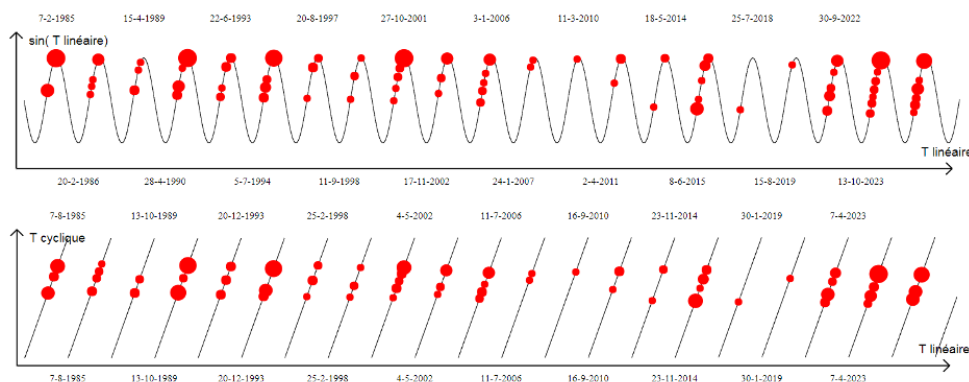 7-2-1985 15-4-1989 22-6-1993 20-8-1997 27-10-2001 3-1-2006 11-3-2010 18-5-2014 25-7-2018 30-9-2022
sin( T linéaire)
T linéaire
20-2-1986 28-4-1990 5-7-1994 11-9-1998 17-11-2002 24-1-2007 2-4-2011 8-6-2015 15-8-2019 13-10-2023
7-8-1985 13-10-1989 20-12-1993 25-2-1998 4-5-2002 11-7-2006 16-9-2010 23-11-2014 30-1-2019 7-4-2023
T cyclique
T linéaire
7-8-1985 13-10-1989 20-12-1993 25-2-1998 4-5-2002 11-7-2006 16-9-2010 23-11-2014 30-1-2019 7-4-2023